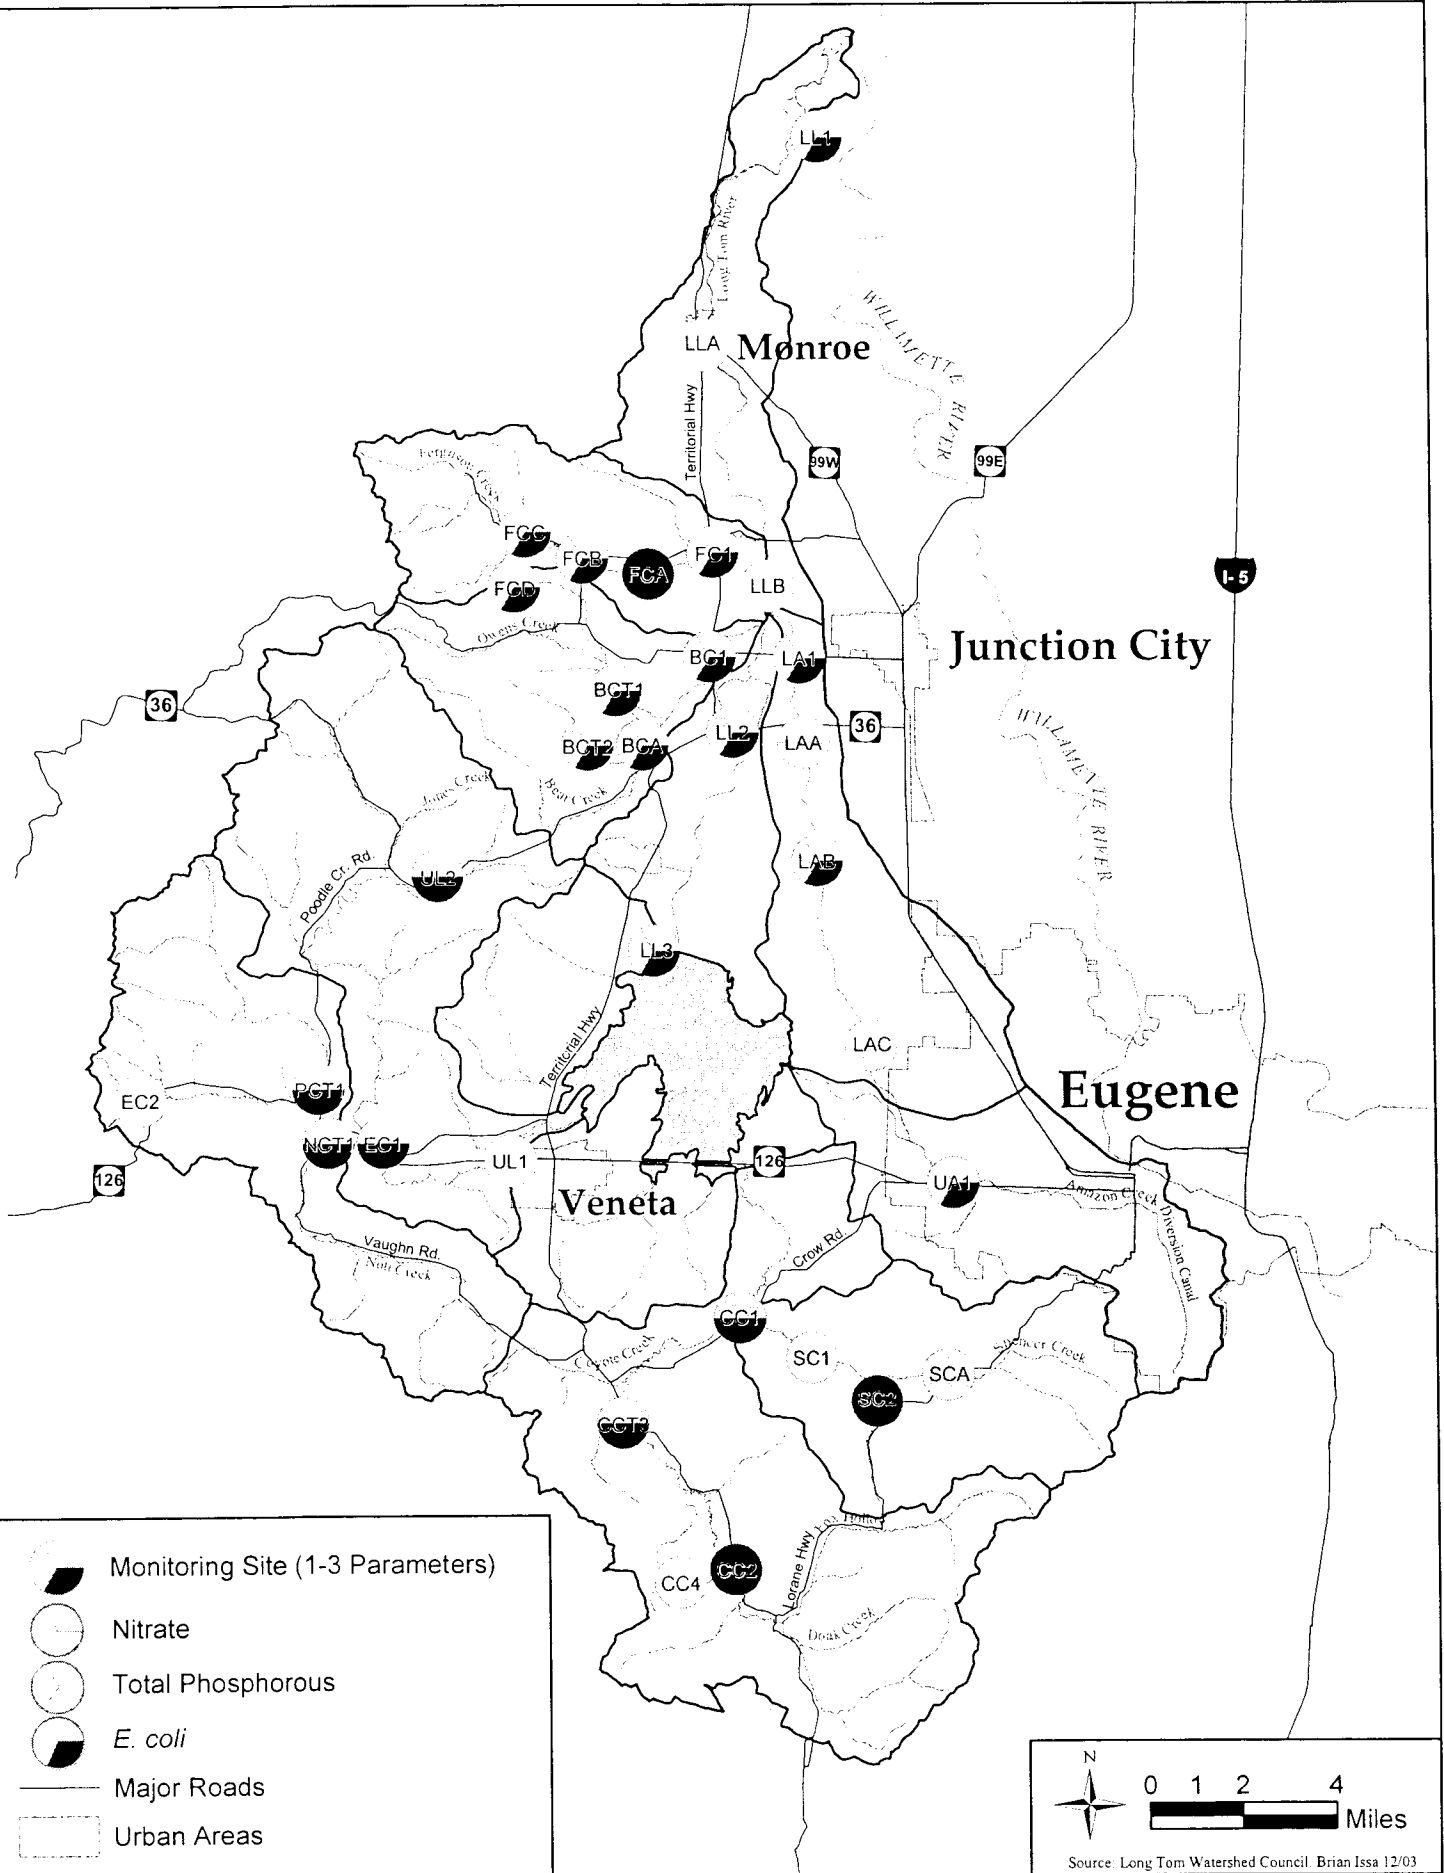 LL1
Long Tom River
WILLAMETTE RIVER
LLA
Monroe
Territorial Hwy
99W
99E
Ferguson Creek
FCC
FCB
FCA
FC1
FCD
LLB
I-5
Owens Creek
Junction City
BC1
LA1
BCT1
36
36
LL2
LAA
BCT2
BCA
WILLAMETTE RIVER
Jones Creek
Bear Creek
LAB
Poodle Cr. Rd.
UL2
LL3
Territorial Hwy
LAC
Eugene
EC2
PCT1
NCT1
EC1
UL1
126
126
UA1
Amazon Creek Diversion Canal
Veneta
Vaughn Rd.
Noti Creek
Crow Rd.
CC1
Coyote Creek
SC1
SCA
Spencer Creek
SC2
Fox Hollow
Lorane Hwy
CC4
CC2
Doak Creek
Monitoring Site (1-3 Parameters)
Nitrate
Total Phosphorous
E. coli
Major Roads
Urban Areas
N
0 1 2 4
Miles
Source: Long Tom Watershed Council. Brian Issa 12/03